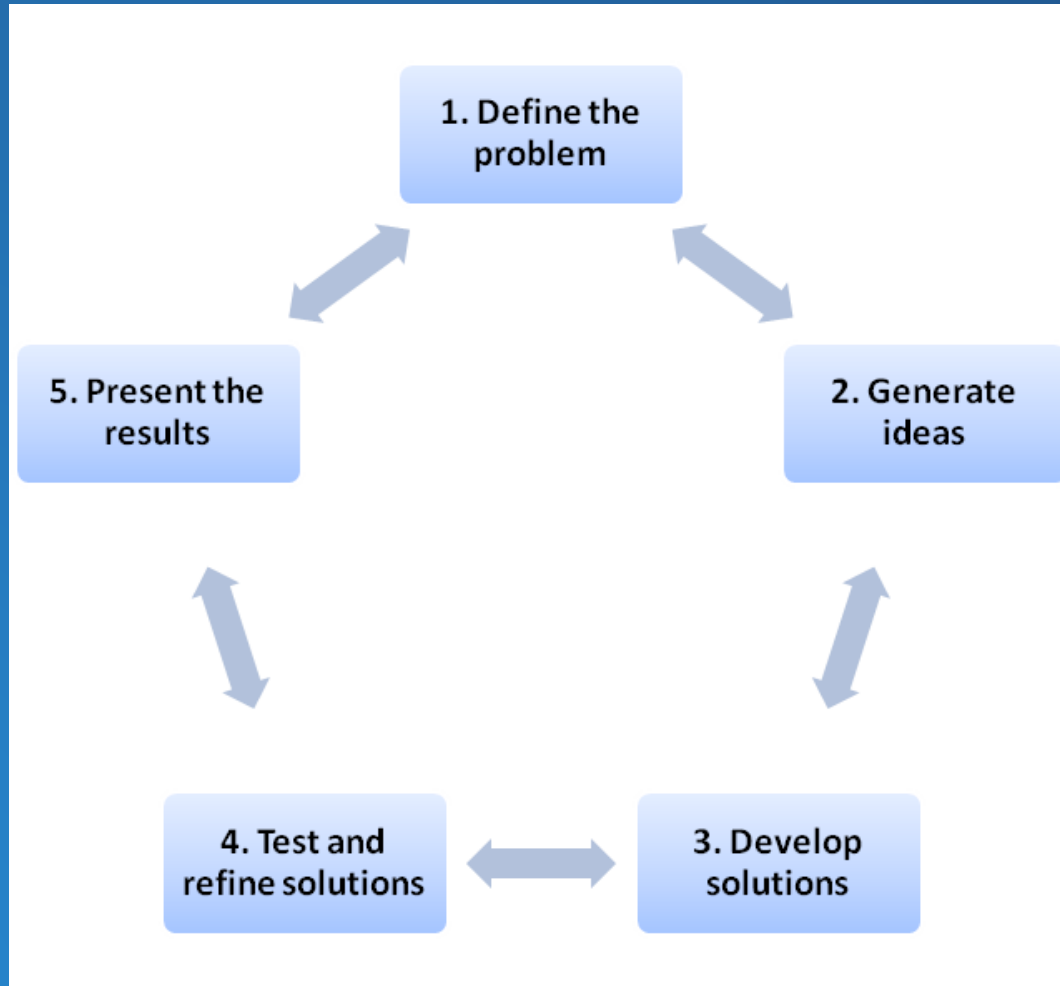 1. Define the
problem
2. Generate
ideas
3. Develop
solutions
4. Test and
refine solutions
5. Present the
results